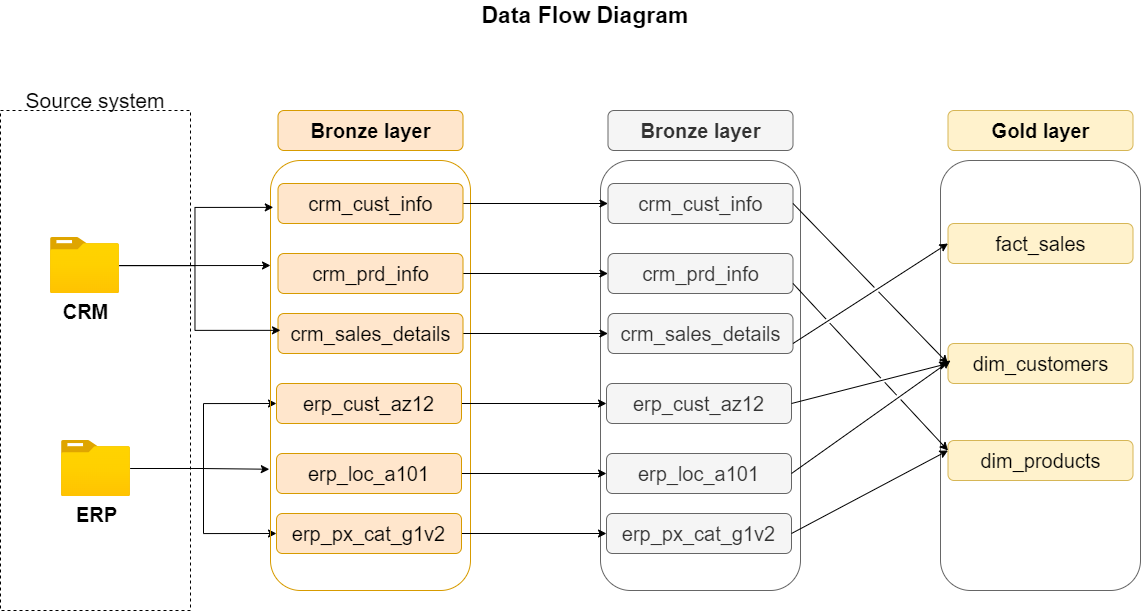 Data Flow Diagram
Source system
CRM
ERP
Bronze layer
crm_cust_info
crm_prd_info
crm_sales_details
erp_cust_az12
erp_loc_a101
erp_px_cat_g1v2
Bronze layer
crm_cust_info
crm_prd_info
crm_sales_details
erp_cust_az12
erp_loc_a101
erp_px_cat_g1v2
Gold layer
fact_sales
dim_customers
dim_products